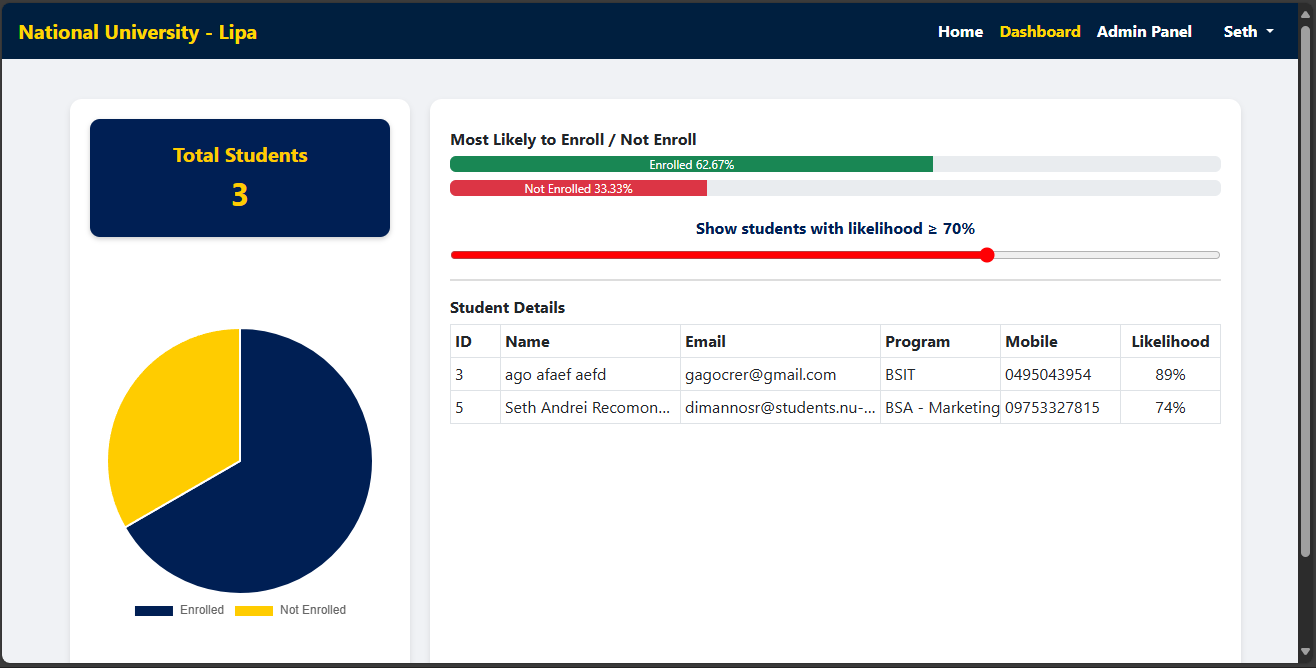 National University - Lipa
Home Dashboard Admin Panel Seth
Total Students
3
Enrolled Not Enrolled
Most Likely to Enroll / Not Enroll
Enrolled 62.67%
Not Enrolled 33.33%
Show students with likelihood ≥ 70%
Student Details
ID Name Email Program Mobile Likelihood
3 ago afaef aefd gagocrer@gmail.com BSIT 0495043954 89%
5 Seth Andrei Recomon... dimannosr@students.nu-... BSA - Marketing 09753327815 74%